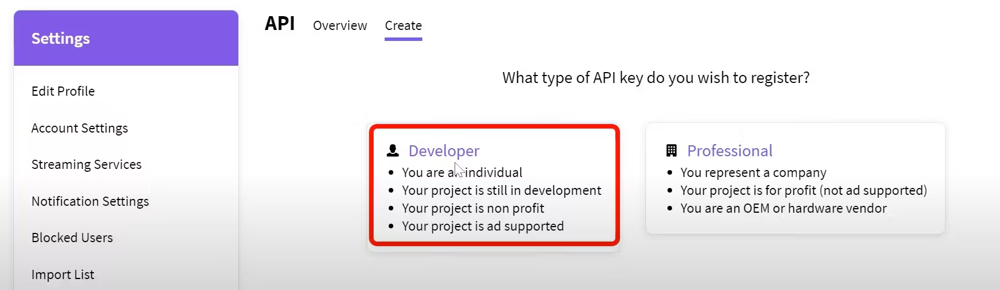 Settings
Edit Profile
Account Settings
Streaming Services
Notification Settings
Blocked Users
Import List
API Overview Create
What type of API key do you wish to register?
Developer
You are an individual
Your project is still in development
Your project is non profit
Your project is ad supported
Professional
You represent a company
Your project is for profit (not ad supported)
You are an OEM or hardware vendor